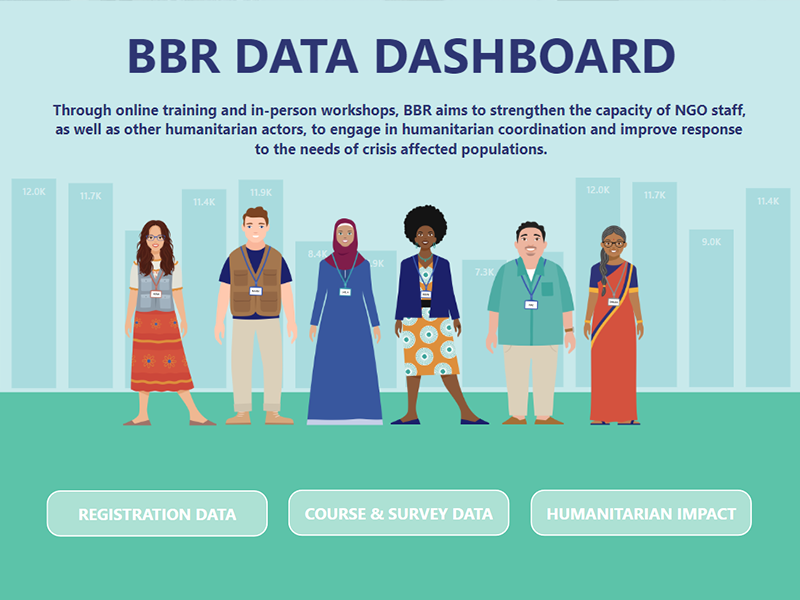 BBR DATA DASHBOARD
Through online training and in-person workshops, BBR aims to strengthen the capacity of NGO staff,
as well as other humanitarian actors, to engage in humanitarian coordination and improve response
to the needs of crisis affected populations.
12.0K
11.7K
11.4K
11.9K
8.4K
9K
7.3K
12.0K
11.7K
9.0K
11.4K
REGISTRATION DATA
COURSE & SURVEY DATA
HUMANITARIAN IMPACT